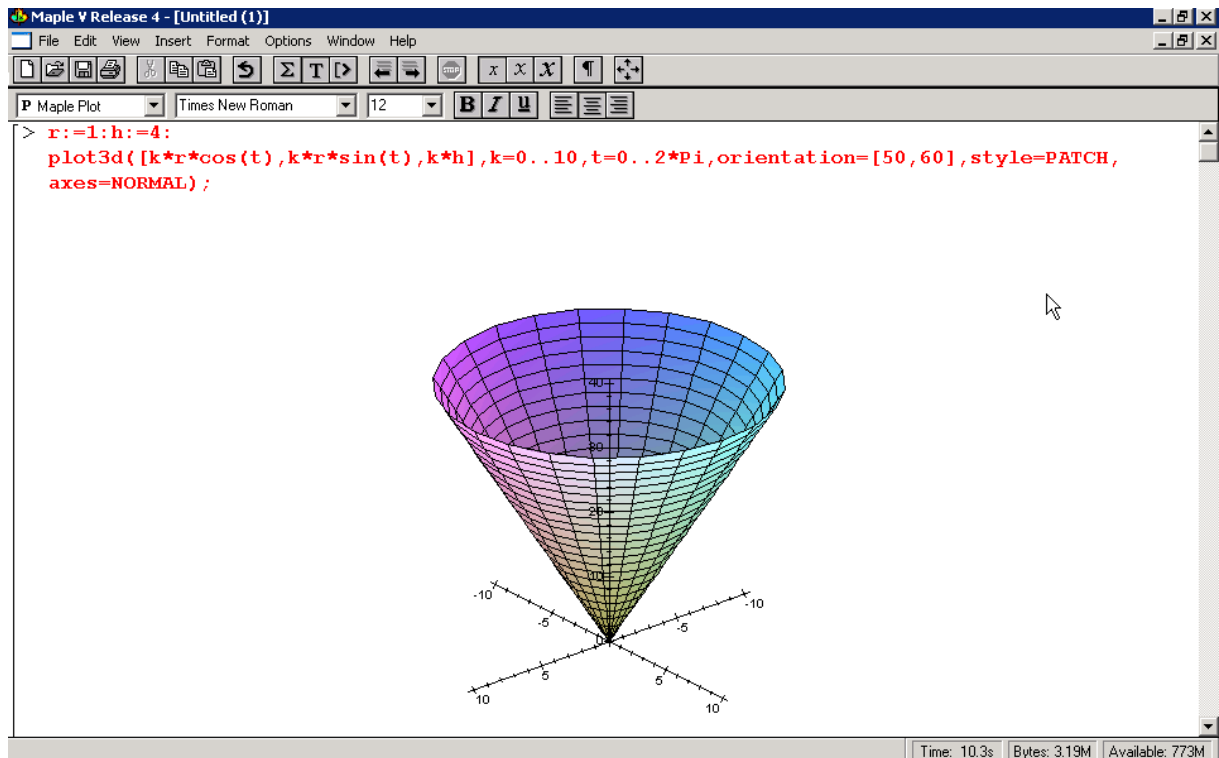 Maple V Release 4 - [Untitled (1)]
File Edit View Insert Format Options Window Help
Σ T [> STOP x x x ¶
P Maple Plot Times New Roman 12 B I u
[> r:=1:h:=4:
plot3d([k*r*cos(t),k*r*sin(t),k*h],k=0..10,t=0..2*Pi,orientation=[50,60],style=PATCH,
axes=NORMAL);
40
30
20
10
-10 -10
-5 -5
0
5 5
10 10
Time: 10.3s Bytes: 3.19M Available: 773M